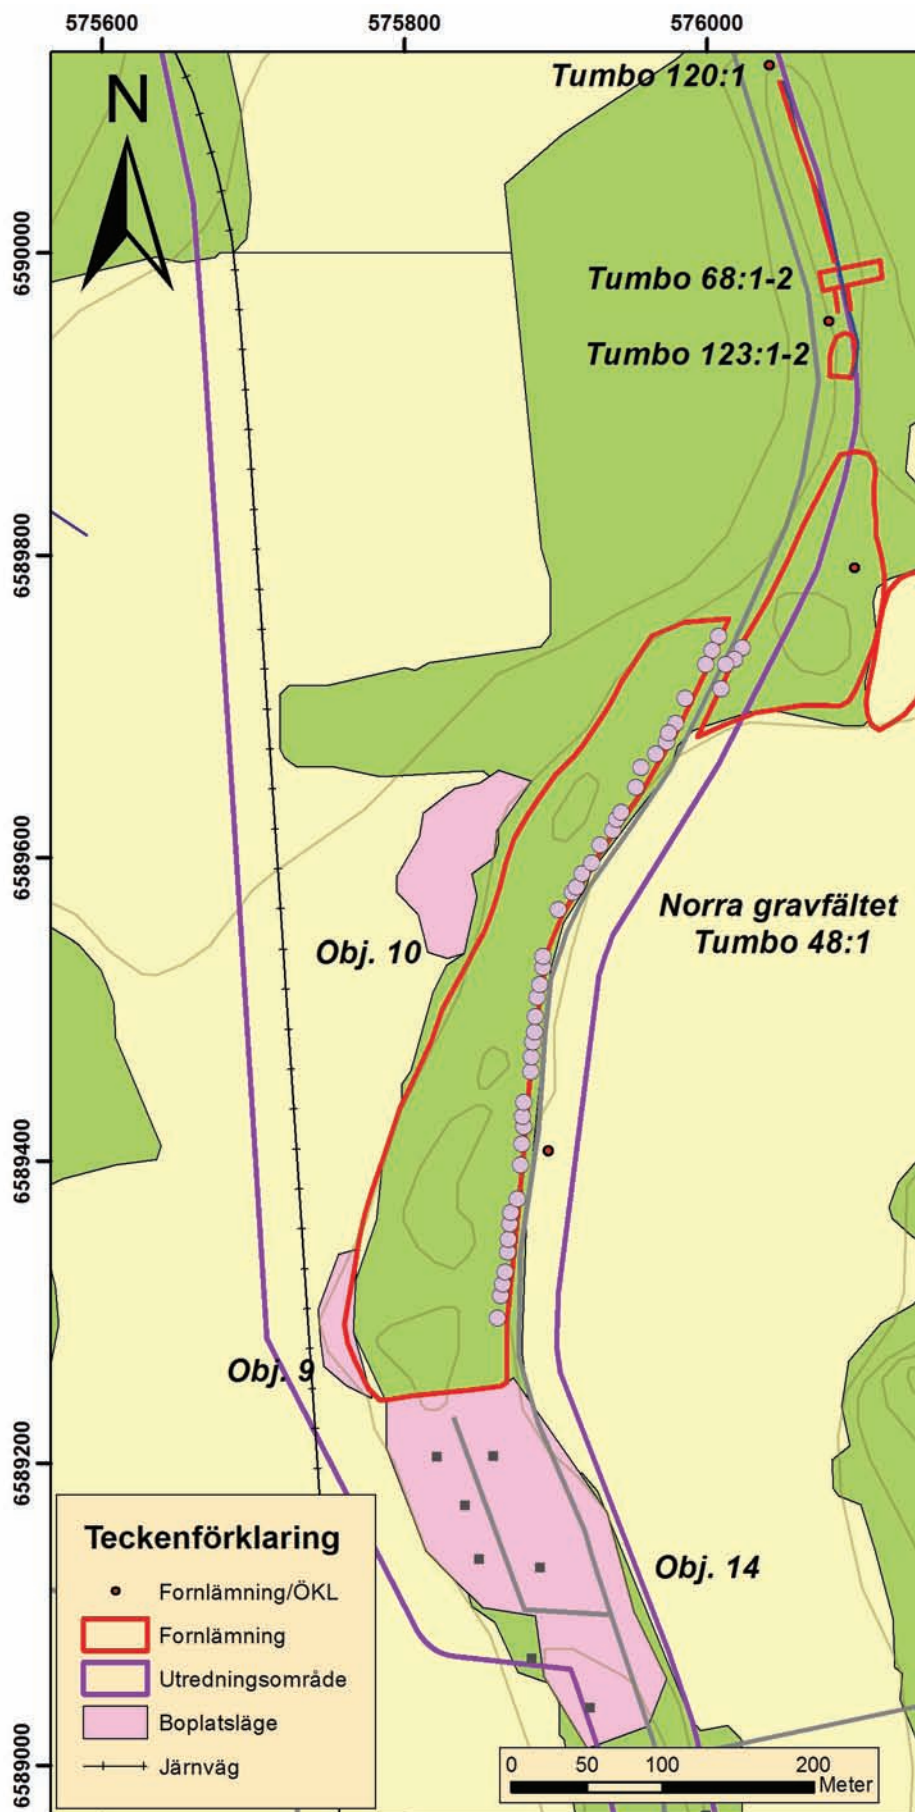 575600
575800
576000
Tumbo 120:1
N
6590000
Tumbo 68:1-2
Tumbo 123:1-2
6589800
6589600
Norra gravfältet
Tumbo 48:1
Obj. 10
6589400
Obj. 9
6589200
Teckenförklaring
Fornlämning/ÖKL
Fornlämning
Utredningsområde
Boplatsläge
Järnväg
Obj. 14
6589000
0 50 100 200
Meter